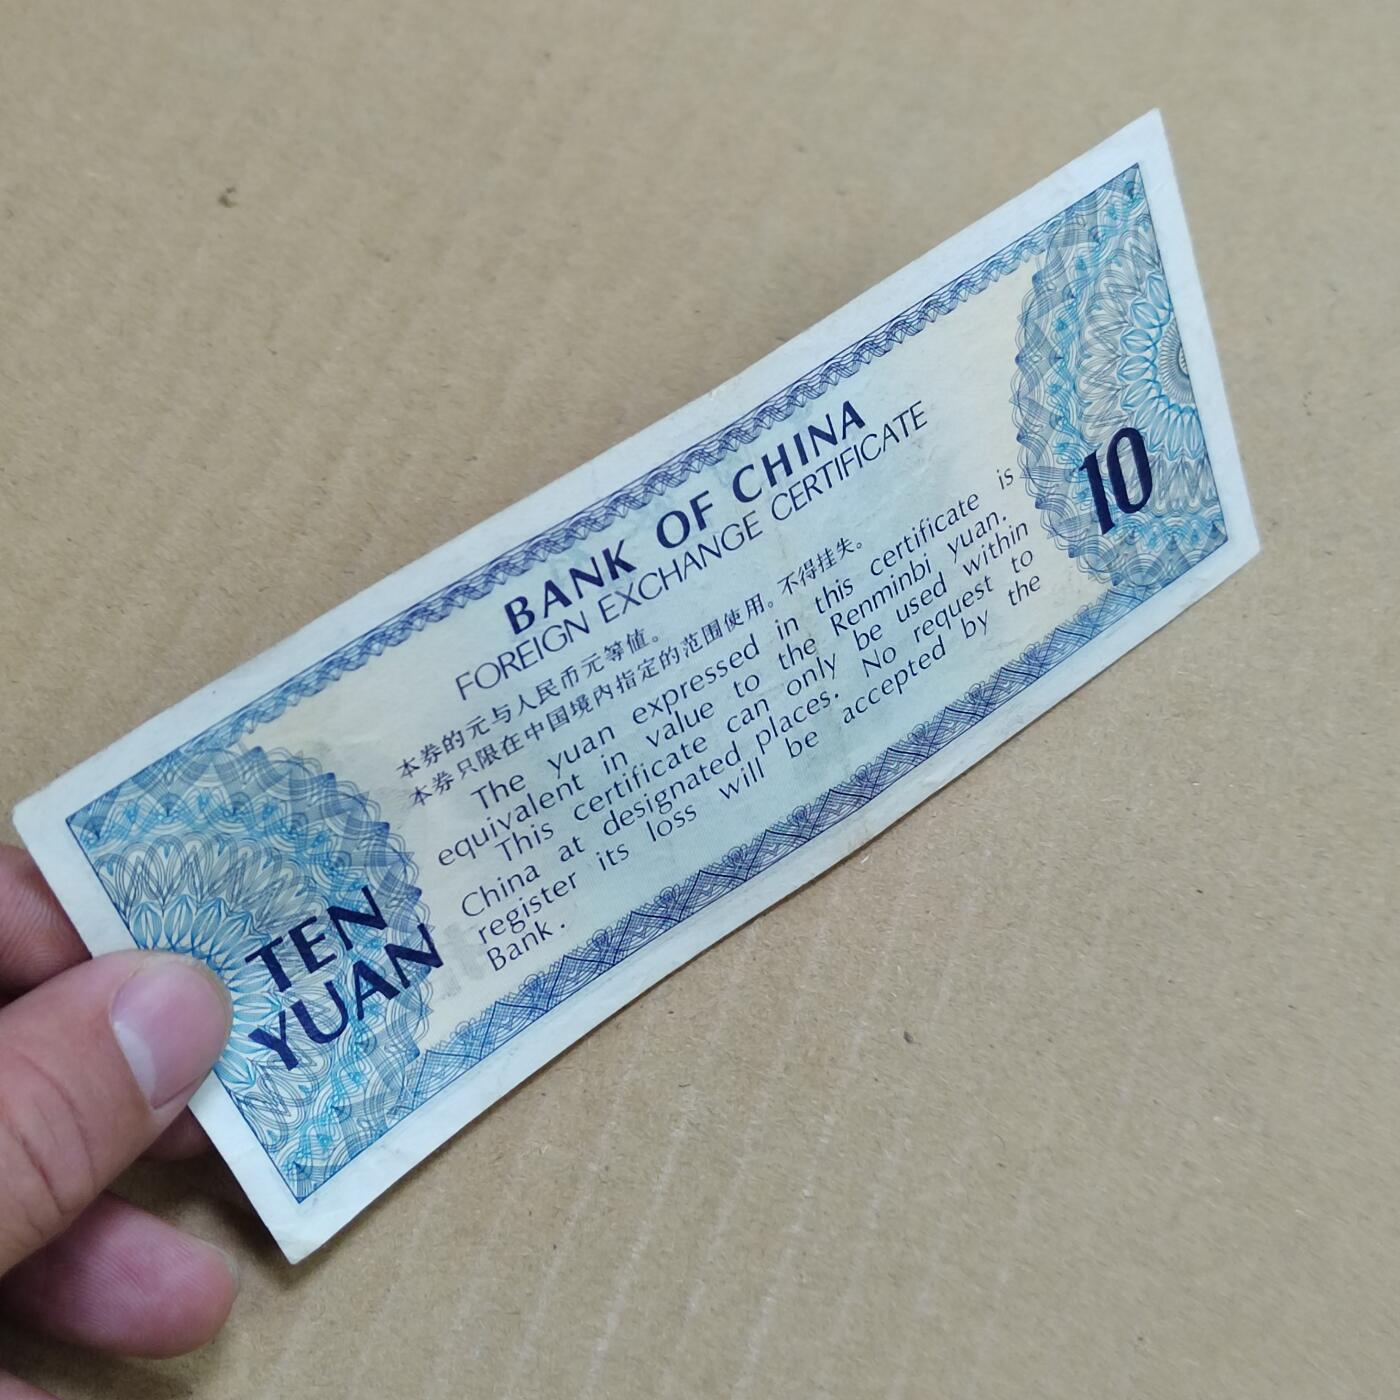 BANK OF CHINA
FOREIGN EXCHANGE CERTIFICATE
本券的元与人民币元等值。
本券只限在中国境内指定的范围使用。不得挂失。
The yuan expressed in this certificate is
equivalent in value to the Renminbi yuan.
This certificate can only be used within
China at designated places. No request to
register its loss will be accepted by the
Bank.
TEN
YUAN
10